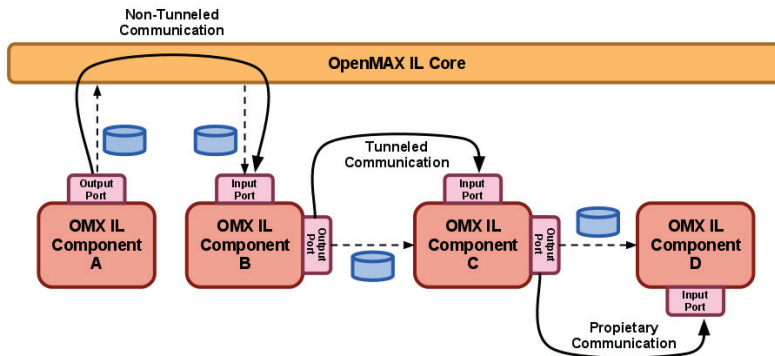 Non-Tunneled
Communication
OpenMAX IL Core
Tunneled
Communication
Output
Port
Input
Port
Input
Port
OMX IL
Component
A
OMX IL
Component
B
Output
Port
OMX IL
Component
C
Output
Port
OMX IL
Component
D
Input
Port
Propietary
Communication